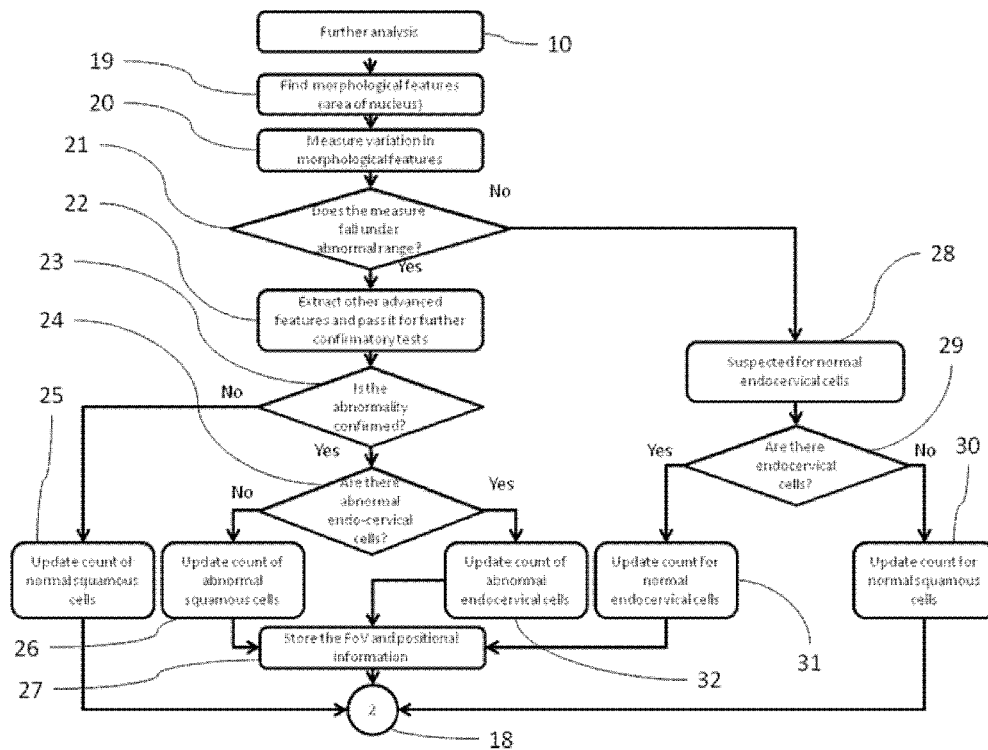 Further analysis
10
19
Find morphological features
(area of nucleus)
20
Measure variation in
morphological features
21
No
Does the measure
fall under
abnormal range?
22
Yes
23
28
Extract other advanced
features and pass it for further
confirmatory tests
24
29
Suspected for normal
endocervical cells
25
No
Is the
abnormality
confirmed?
Yes
Are there
endocervical
cells?
No
30
Yes
No
Are there
abnormal
endo-cervical
cells?
Yes
Update count of
normal squamous
cells
Update count of
abnormal
squamous cells
Update count of
abnormal
endocervical cells
Update count for
normal
endocervical cells
Update count for
normal squamous
cells
26
Store the FoV and positional
information
27
32
31
2
18